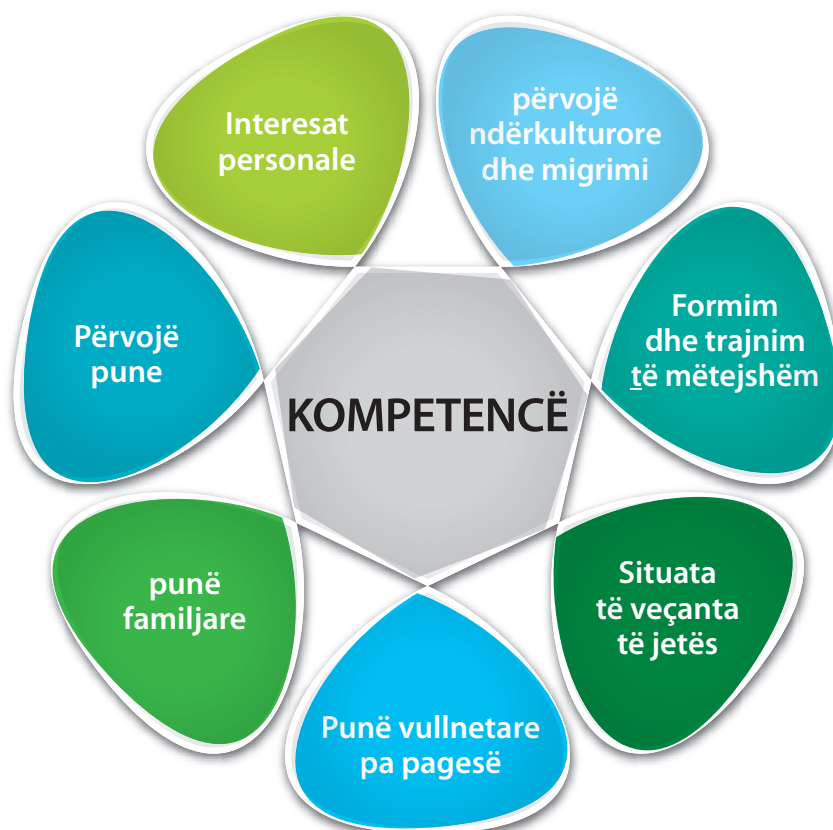 Interesat
personale
përvojë
ndërkulturore
dhe migrimi
Formim
dhe trajnim
të mëtejshëm
Situata
të veçanta
të jetës
Punë vullnetare
pa pagesë
punë
familjare
Përvojë
pune
KOMPETENCË